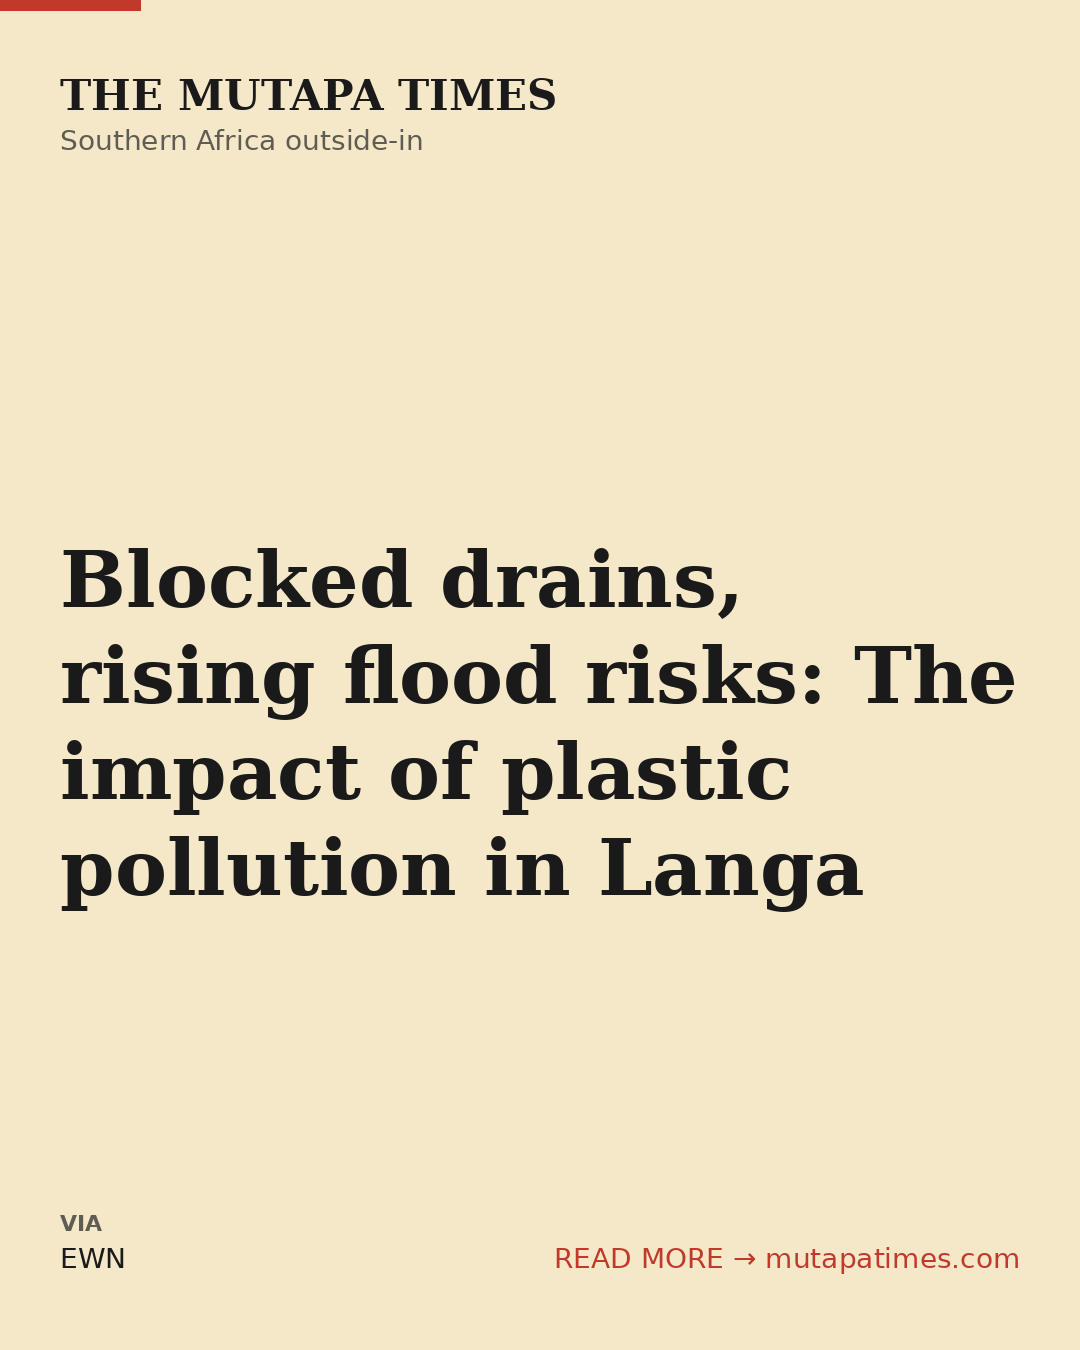 THE MUTAPA TIMES
Southern Africa outside-in
Blocked drains,
rising flood risks: The
impact of plastic
pollution in Langa
VIA
EWN
READ MORE → mutapatimes.com